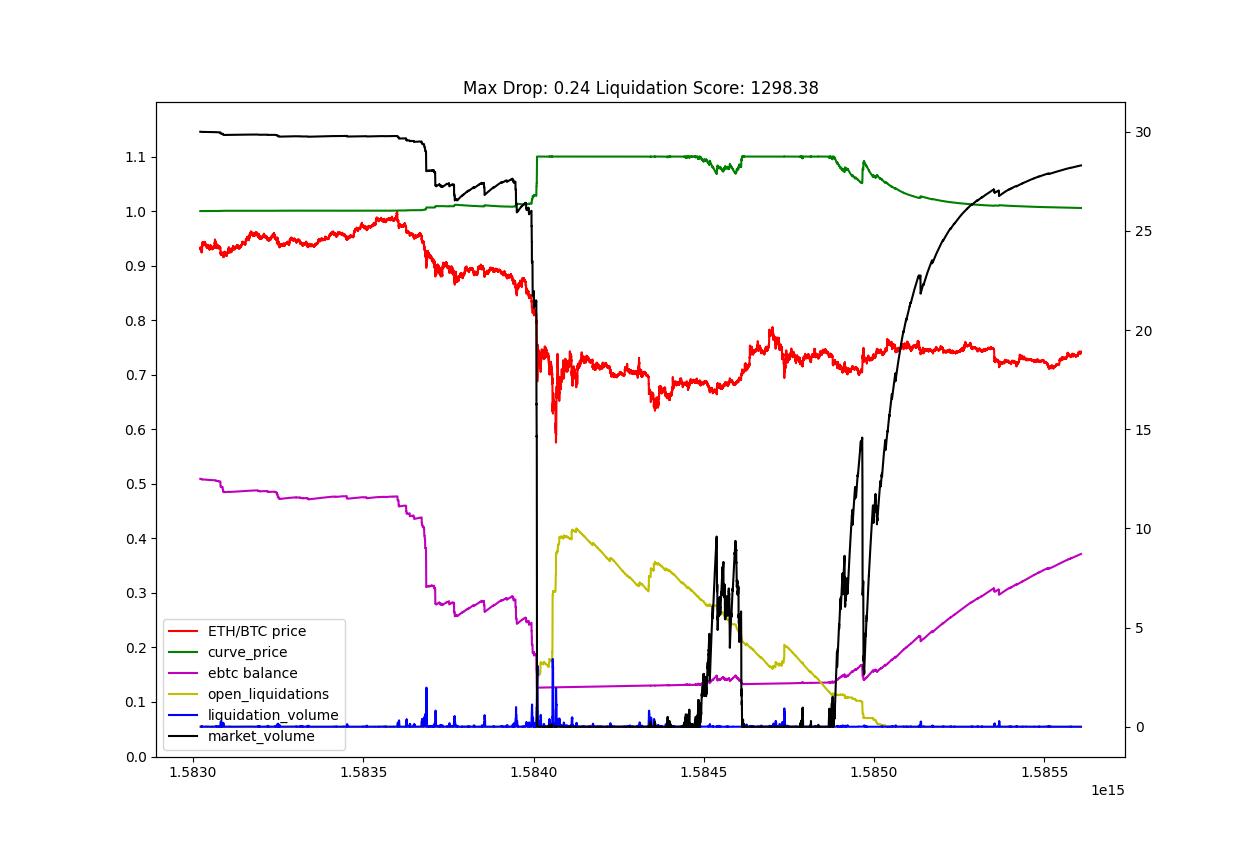 Max Drop: 0.24 Liquidation Score: 1298.38
1.1
1.0
0.9
0.8
0.7
0.6
0.5
0.4
0.3
0.2
0.1
0.0
30
25
20
15
10
5
0
ETH/BTC price
curve_price
ebtc balance
open_liquidations
liquidation_volume
market_volume
1.5830 1.5835 1.5840 1.5845 1.5850 1.5855
1e15